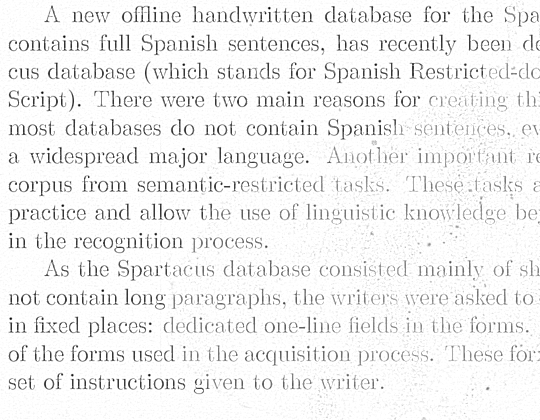 A new offline handwritten database for the Spa
contains full Spanish sentences, has recently been de
cus database (which stands for Spanish Restricted-do
Script). There were two main reasons for creating thi
most databases do not contain Spanish sentences, ev
a widespread major language. Another important re
corpus from semantic-restricted tasks. These tasks a
practice and allow the use of linguistic knowledge be
in the recognition process.
As the Spartacus database consisted mainly of sh
not contain long paragraphs, the writers were asked to
in fixed places: dedicated one-line fields in the forms.
of the forms used in the acquisition process. These for
set of instructions given to the writer.